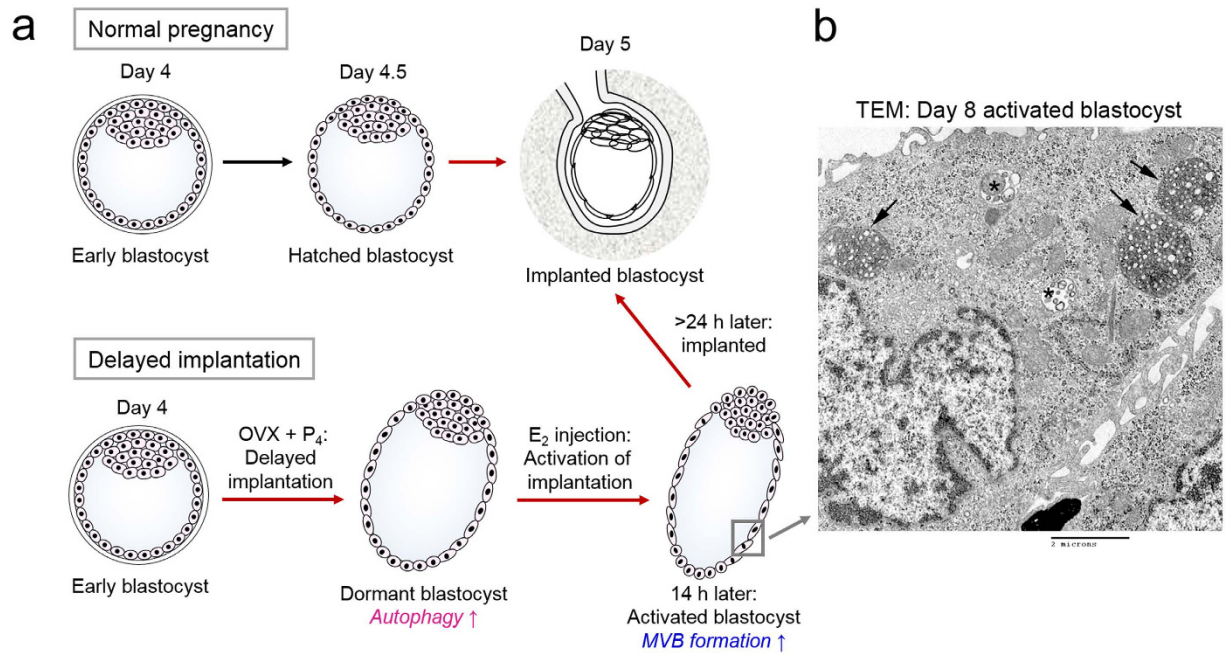 a
Normal pregnancy
Day 4
Day 4.5
Day 5
Early blastocyst
Hatched blastocyst
Implanted blastocyst
>24 h later:
implanted
Delayed implantation
Day 4
OVX + P₄:
Delayed
implantation
E₂ injection:
Activation of
implantation
Early blastocyst
Dormant blastocyst
Autophagy ↑
14 h later:
Activated blastocyst
MVB formation ↑
b
TEM: Day 8 activated blastocyst
*
*
2 microns